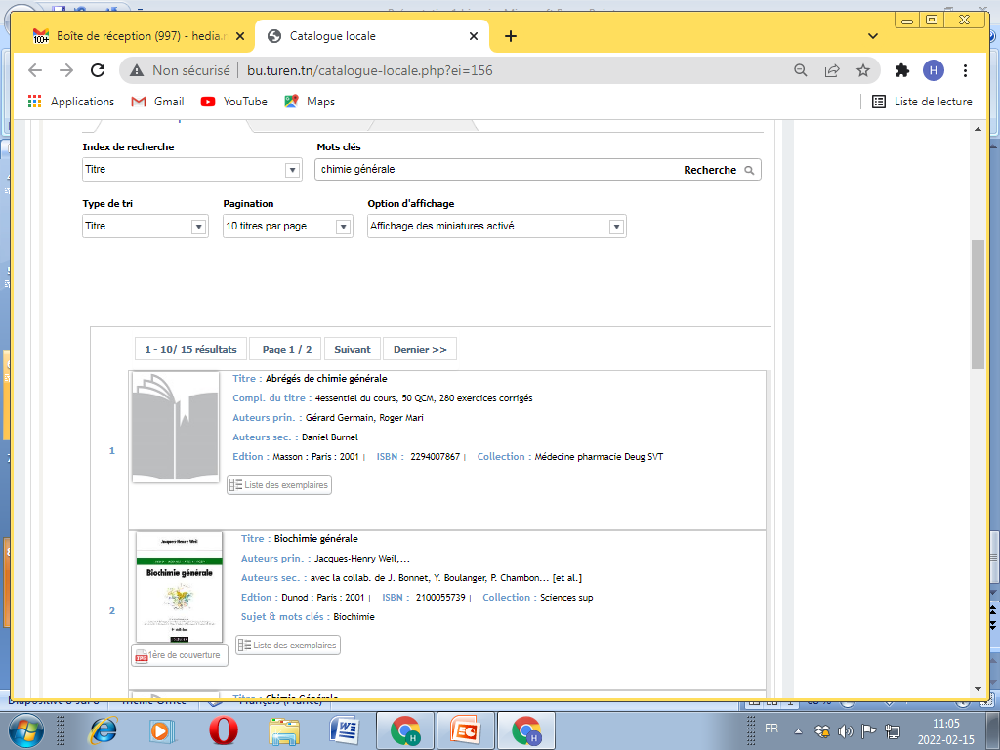 Boîte de réception (997) - hedia.r
Catalogue locale
Non sécurisé | bu.turen.tn/catalogue-locale.php?ei=156
Applications
Gmail
YouTube
Maps
Liste de lecture
Index de recherche
Mots clés
Titre
chimie générale
Recherche
Type de tri
Pagination
Option d'affichage
Titre
10 titres par page
Affichage des miniatures activé
1 - 10/ 15 résultats
Page 1 / 2
Suivant
Dernier >>
1
Titre : Abrégés de chimie générale
Compl. du titre : 4essentiel du cours, 50 QCM, 280 exercices corrigés
Auteurs prin. : Gérard Germain, Roger Mari
Auteurs sec. : Daniel Burnel
Edtion : Masson : Paris : 2001 | ISBN : 2294007867 | Collection : Médecine pharmacie Deug SVT
Liste des exemplaires
2
Jacques-Henry Weil
Biochimie générale
1ère de couverture
Titre : Biochimie générale
Auteurs prin. : Jacques-Henry Weil,...
Auteurs sec. : avec la collab. de J. Bonnet, Y. Boulanger, P. Chambon... [et al.]
Edtion : Dunod : Paris : 2001 | ISBN : 2100055739 | Collection : Sciences sup
Sujet & mots clés : Biochimie
Liste des exemplaires
Titre : Chimie Générale
FR
11:05
2022-02-15